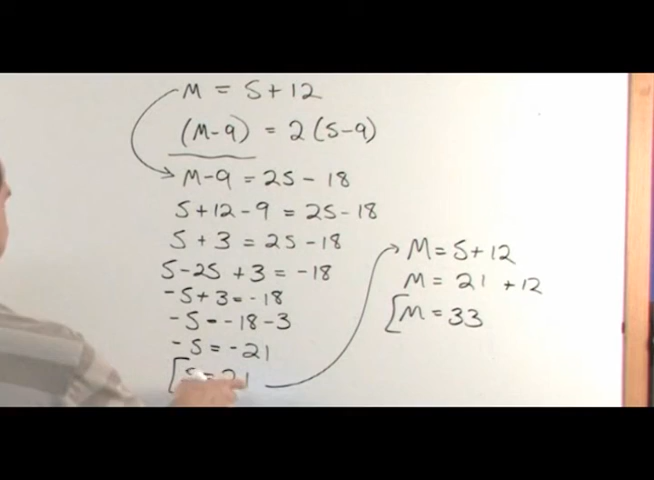 M = S+12
(M-9) = 2(S-9)
M-9 = 2S - 18
S+12-9 = 2S-18
S+3 = 2S-18
S-2S +3 = -18
-S+3 = -18
-S = -18-3
-S = -21
S = 21
M = S+12
M = 21 +12
M = 33